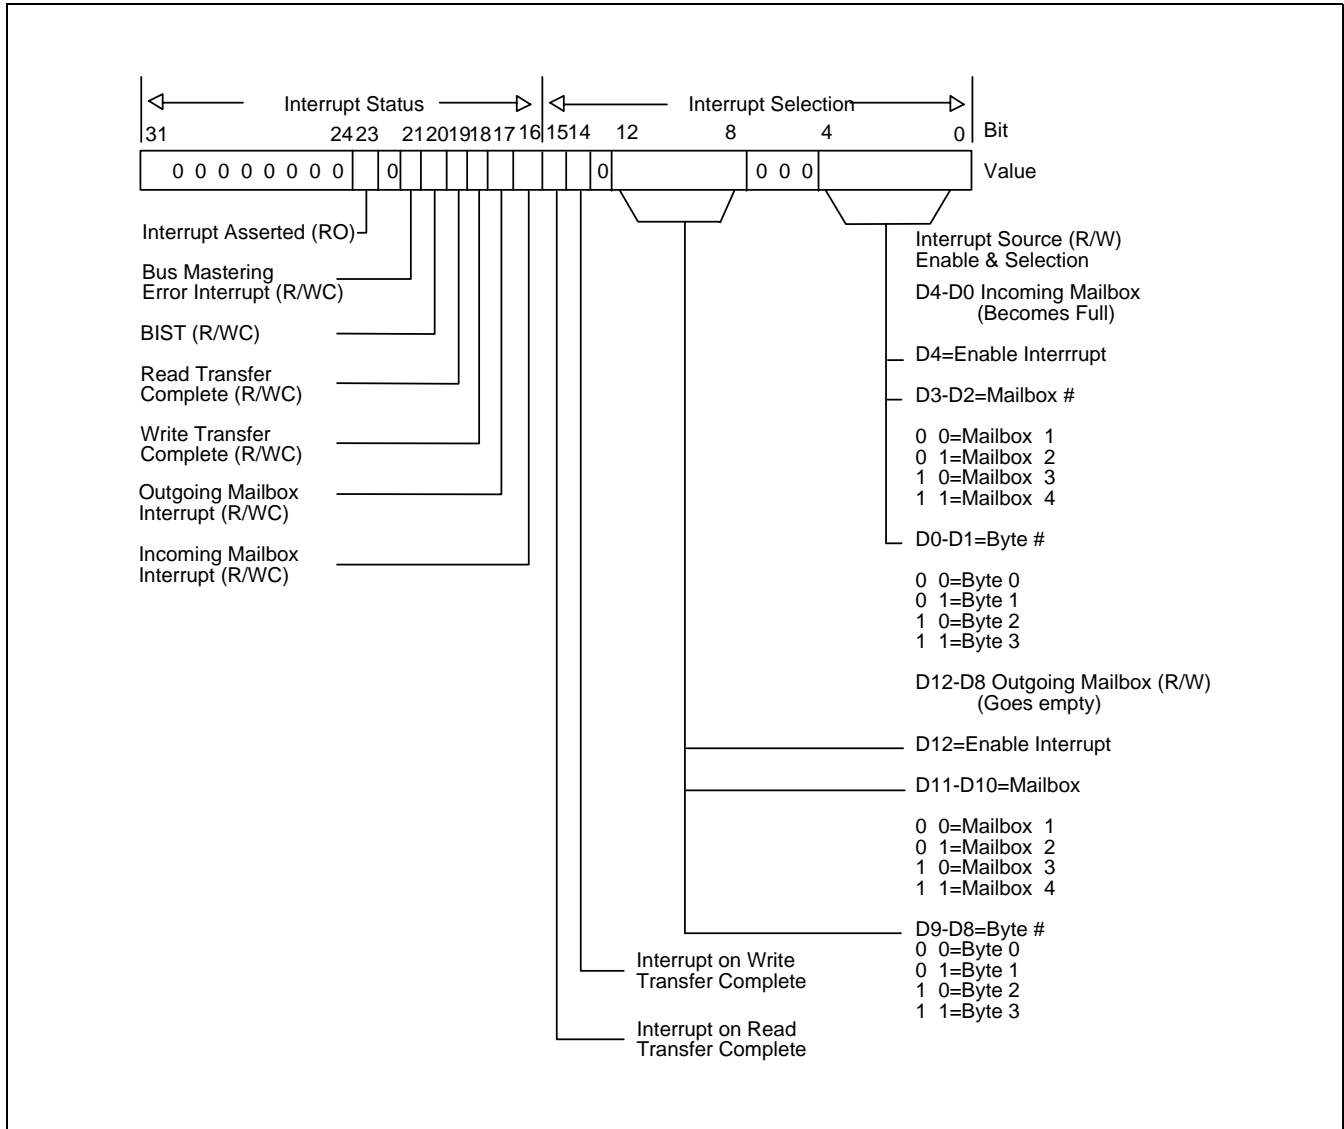 Interrupt Status Interrupt Selection
31 24 23 21 20 19 18 17 16 15 14 12 8 4 0 Bit
0 0 0 0 0 0 0 0 0 0 0 0 0 Value
Interrupt Asserted (RO)
Bus Mastering
Error Interrupt (R/WC)
BIST (R/WC)
Read Transfer
Complete (R/WC)
Write Transfer
Complete (R/WC)
Outgoing Mailbox
Interrupt (R/WC)
Incoming Mailbox
Interrupt (R/WC)
Interrupt Source (R/W)
Enable & Selection
D4-D0 Incoming Mailbox
(Becomes Full)
D4=Enable Interrrupt
D3-D2=Mailbox #
0 0=Mailbox 1
0 1=Mailbox 2
1 0=Mailbox 3
1 1=Mailbox 4
D0-D1=Byte #
0 0=Byte 0
0 1=Byte 1
1 0=Byte 2
1 1=Byte 3
D12-D8 Outgoing Mailbox (R/W)
(Goes empty)
D12=Enable Interrupt
D11-D10=Mailbox
0 0=Mailbox 1
0 1=Mailbox 2
1 0=Mailbox 3
1 1=Mailbox 4
D9-D8=Byte #
0 0=Byte 0
0 1=Byte 1
1 0=Byte 2
1 1=Byte 3
Interrupt on Write
Transfer Complete
Interrupt on Read
Transfer Complete